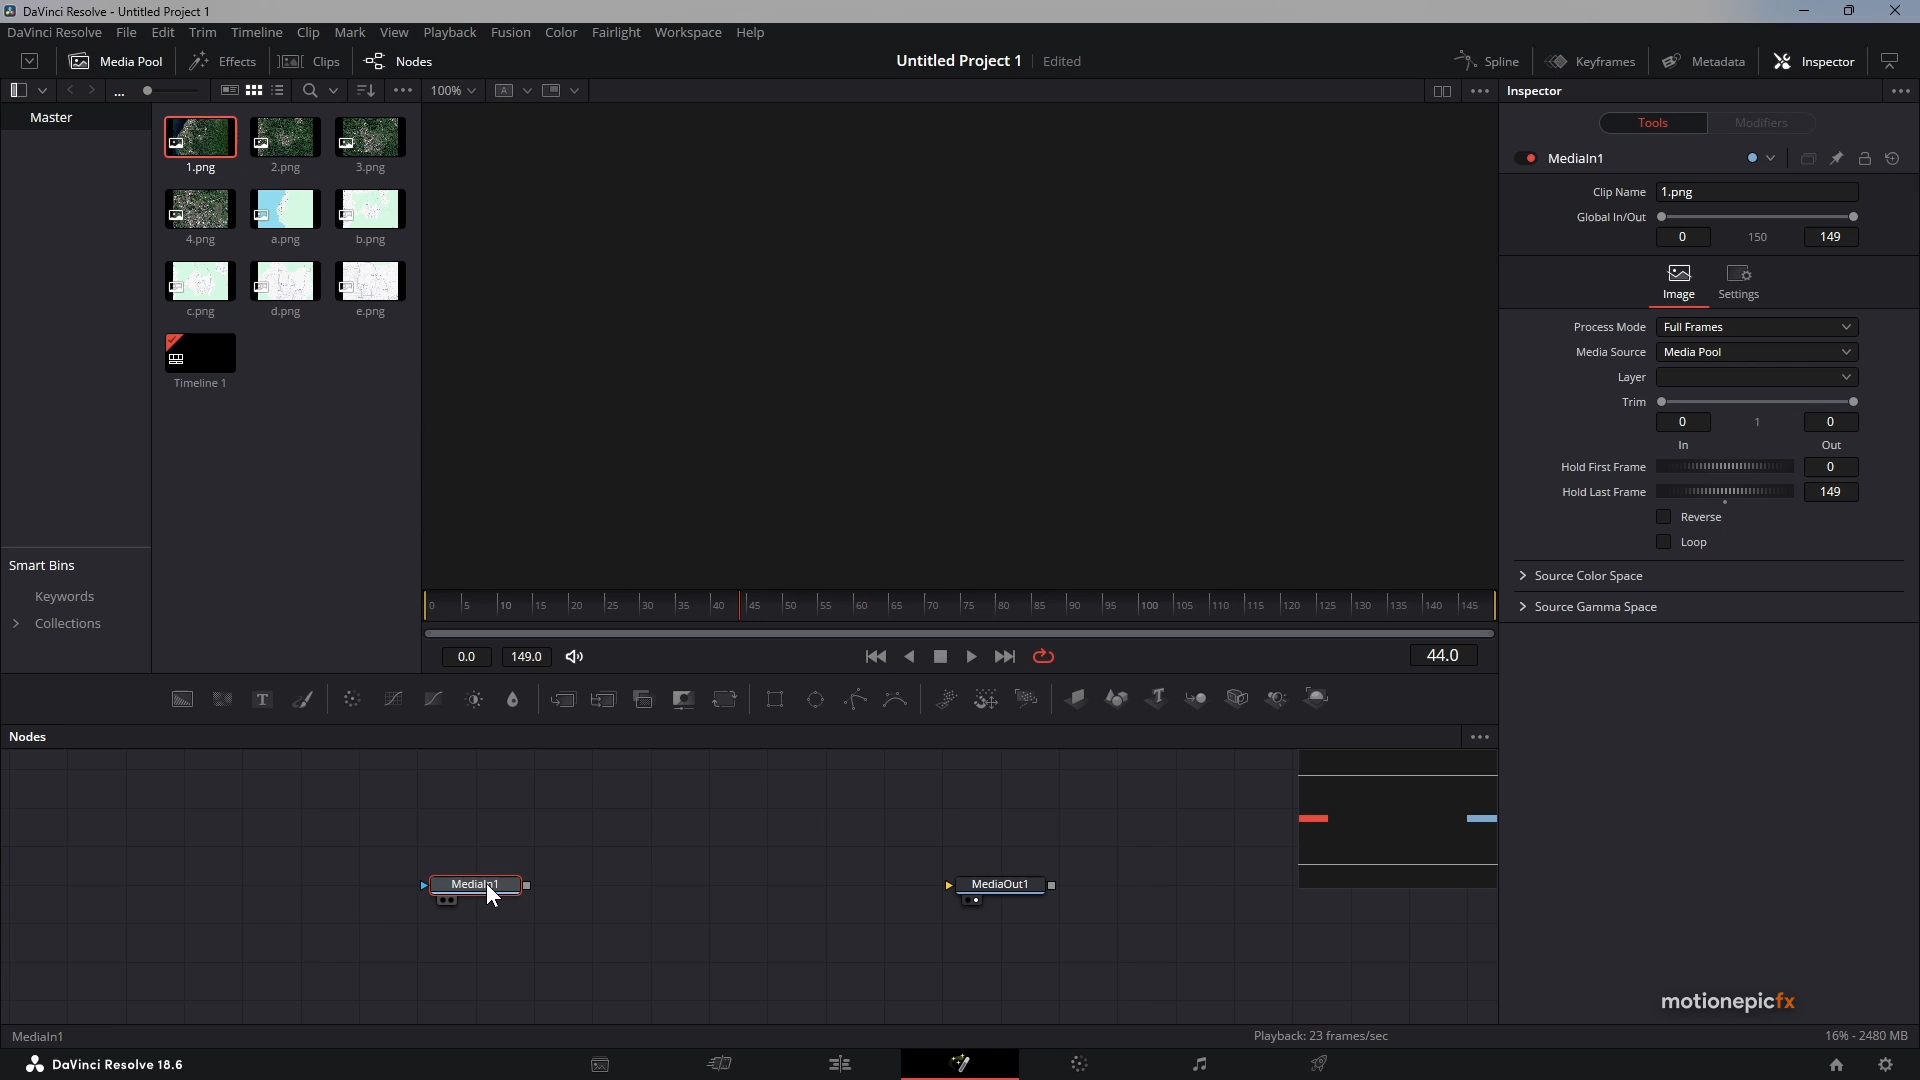 DaVinci Resolve - Untitled Project 1
DaVinci Resolve File Edit Trim Timeline Clip Mark View Playback Fusion Color Fairlight Workspace Help
Media Pool Effects Clips Nodes Untitled Project 1 Edited Spline Keyframes Metadata Inspector
... 100% A Inspector
Master
Tools Modifiers
MediaIn1
1.png 2.png 3.png
Clip Name 1.png
Global In/Out
0 150 149
4.png a.png b.png
Image Settings
c.png d.png e.png
Process Mode Full Frames
Media Source Media Pool
Layer
Timeline 1
Trim
0 1 0
In Out
Hold First Frame 0
Hold Last Frame 149
Reverse
Loop
Smart Bins
Source Color Space
Keywords
0 5 10 15 20 25 30 35 40 45 50 55 60 65 70 75 80 85 90 95 100 105 110 115 120 125 130 135 140 145
Source Gamma Space
Collections
0.0 149.0 44.0
T T
Nodes
MediaIn1 MediaOut1
motionepicfx
MediaIn1 Playback: 23 frames/sec 16% - 2480 MB
DaVinci Resolve 18.6